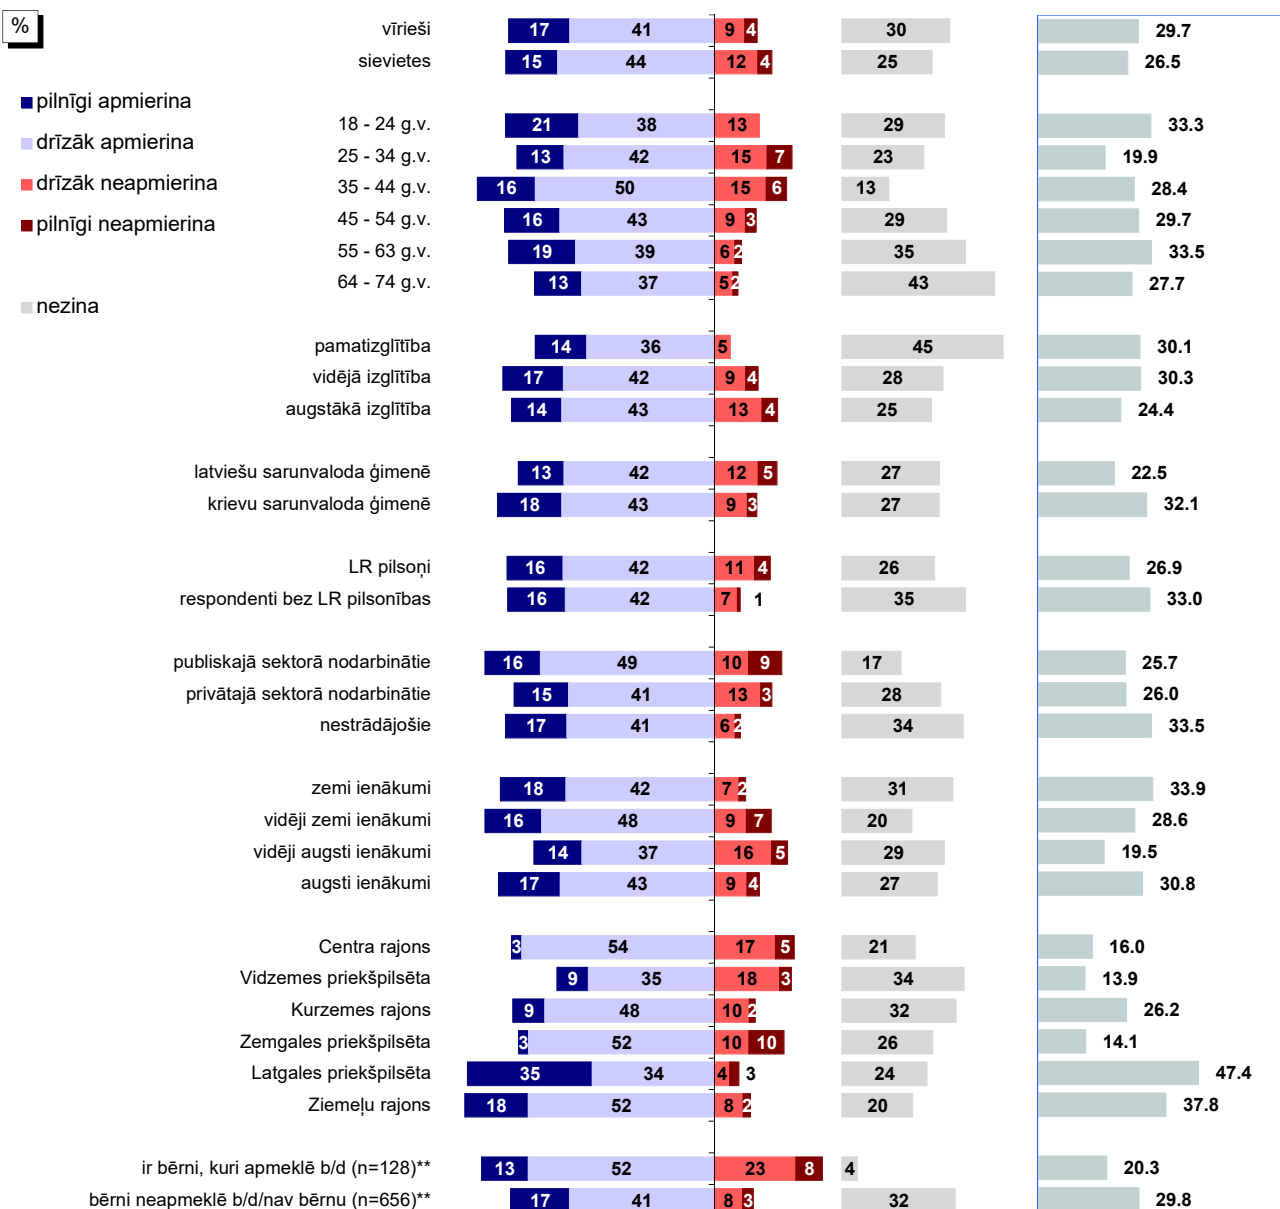 %
pilnīgi apmierina
drīzāk apmierina
drīzāk neapmierina
pilnīgi neapmierina
nezina
vīrieši 17 41 9 4 30 29.7
sievietes 15 44 12 4 25 26.5
18 - 24 g.v. 21 38 13 29 33.3
25 - 34 g.v. 13 42 15 7 23 19.9
35 - 44 g.v. 16 50 15 6 13 28.4
45 - 54 g.v. 16 43 9 3 29 29.7
55 - 63 g.v. 19 39 6 2 35 33.5
64 - 74 g.v. 13 37 5 2 43 27.7
pamatizglītība 14 36 5 45 30.1
vidējā izglītība 17 42 9 4 28 30.3
augstākā izglītība 14 43 13 4 25 24.4
latviešu sarunvaloda ģimenē 13 42 12 5 27 22.5
krievu sarunvaloda ģimenē 18 43 9 3 27 32.1
LR pilsoņi 16 42 11 4 26 26.9
respondenti bez LR pilsonības 16 42 7 1 35 33.0
publiskajā sektorā nodarbinātie 16 49 10 9 17 25.7
privātajā sektorā nodarbinātie 15 41 13 3 28 26.0
nestrādājošie 17 41 6 2 34 33.5
zemi ienākumi 18 42 7 2 31 33.9
vidēji zemi ienākumi 16 48 9 7 20 28.6
vidēji augsti ienākumi 14 37 16 5 29 19.5
augsti ienākumi 17 43 9 4 27 30.8
Centra rajons 3 54 17 5 21 16.0
Vidzemes priekšpilsēta 9 35 18 3 34 13.9
Kurzemes rajons 9 48 10 2 32 26.2
Zemgales priekšpilsēta 3 52 10 10 26 14.1
Latgales priekšpilsēta 35 34 4 3 24 47.4
Ziemeļu rajons 18 52 8 2 20 37.8
ir bērni, kuri apmeklē b/d (n=128)** 13 52 23 8 4 20.3
bērni neapmeklē b/d/nav bērnu (n=656)** 17 41 8 3 32 29.8